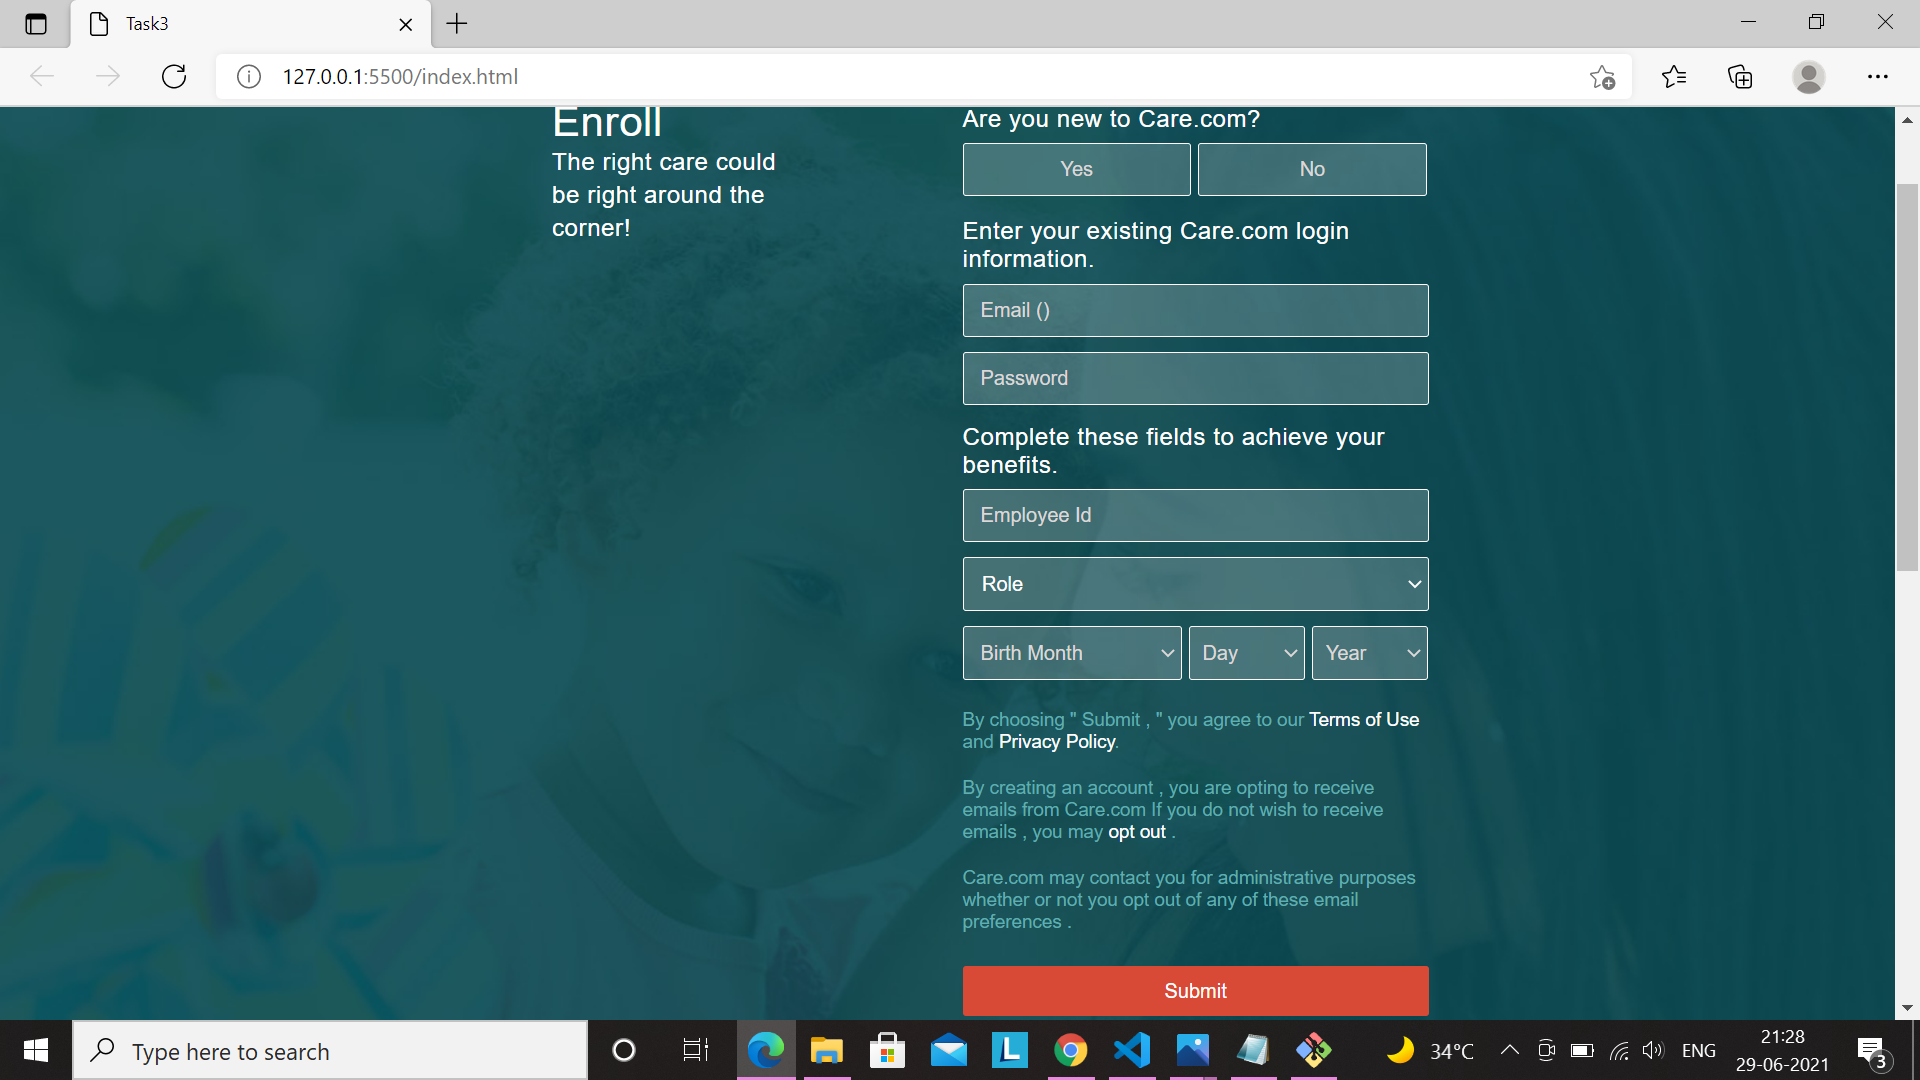 Task3
127.0.0.1:5500/index.html
Enroll
The right care could
be right around the
corner!
Are you new to Care.com?
Yes No
Enter your existing Care.com login
information.
Email ()
Password
Complete these fields to achieve your
benefits.
Employee Id
Role
Birth Month Day Year
By choosing " Submit , " you agree to our Terms of Use
and Privacy Policy.
By creating an account , you are opting to receive
emails from Care.com If you do not wish to receive
emails , you may opt out .
Care.com may contact you for administrative purposes
whether or not you opt out of any of these email
preferences .
Submit
Type here to search
L
34°C
ENG
21:28
29-06-2021
3